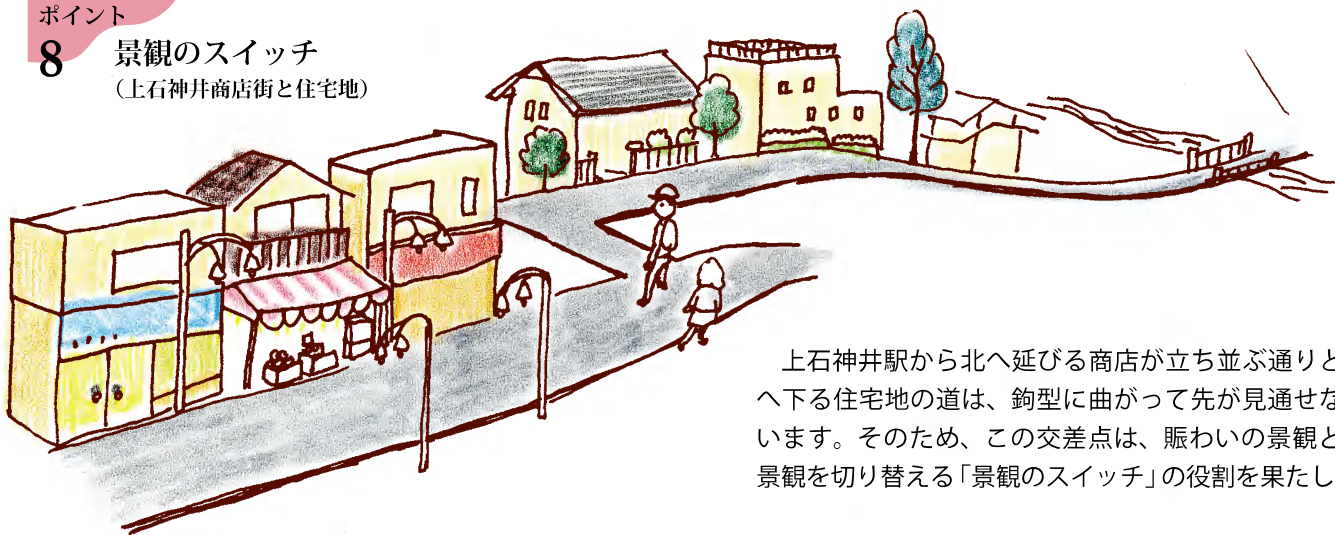 ポイント
8
景観のスイッチ
（上石神井商店街と住宅地）
上石神井駅から北へ延びる商店が立ち並ぶ通りと
へ下る住宅地の道は、鉤型に曲がって先が見通せな
います。そのため、この交差点は、賑わいの景観と
景観を切り替える「景観のスイッチ」の役割を果たし